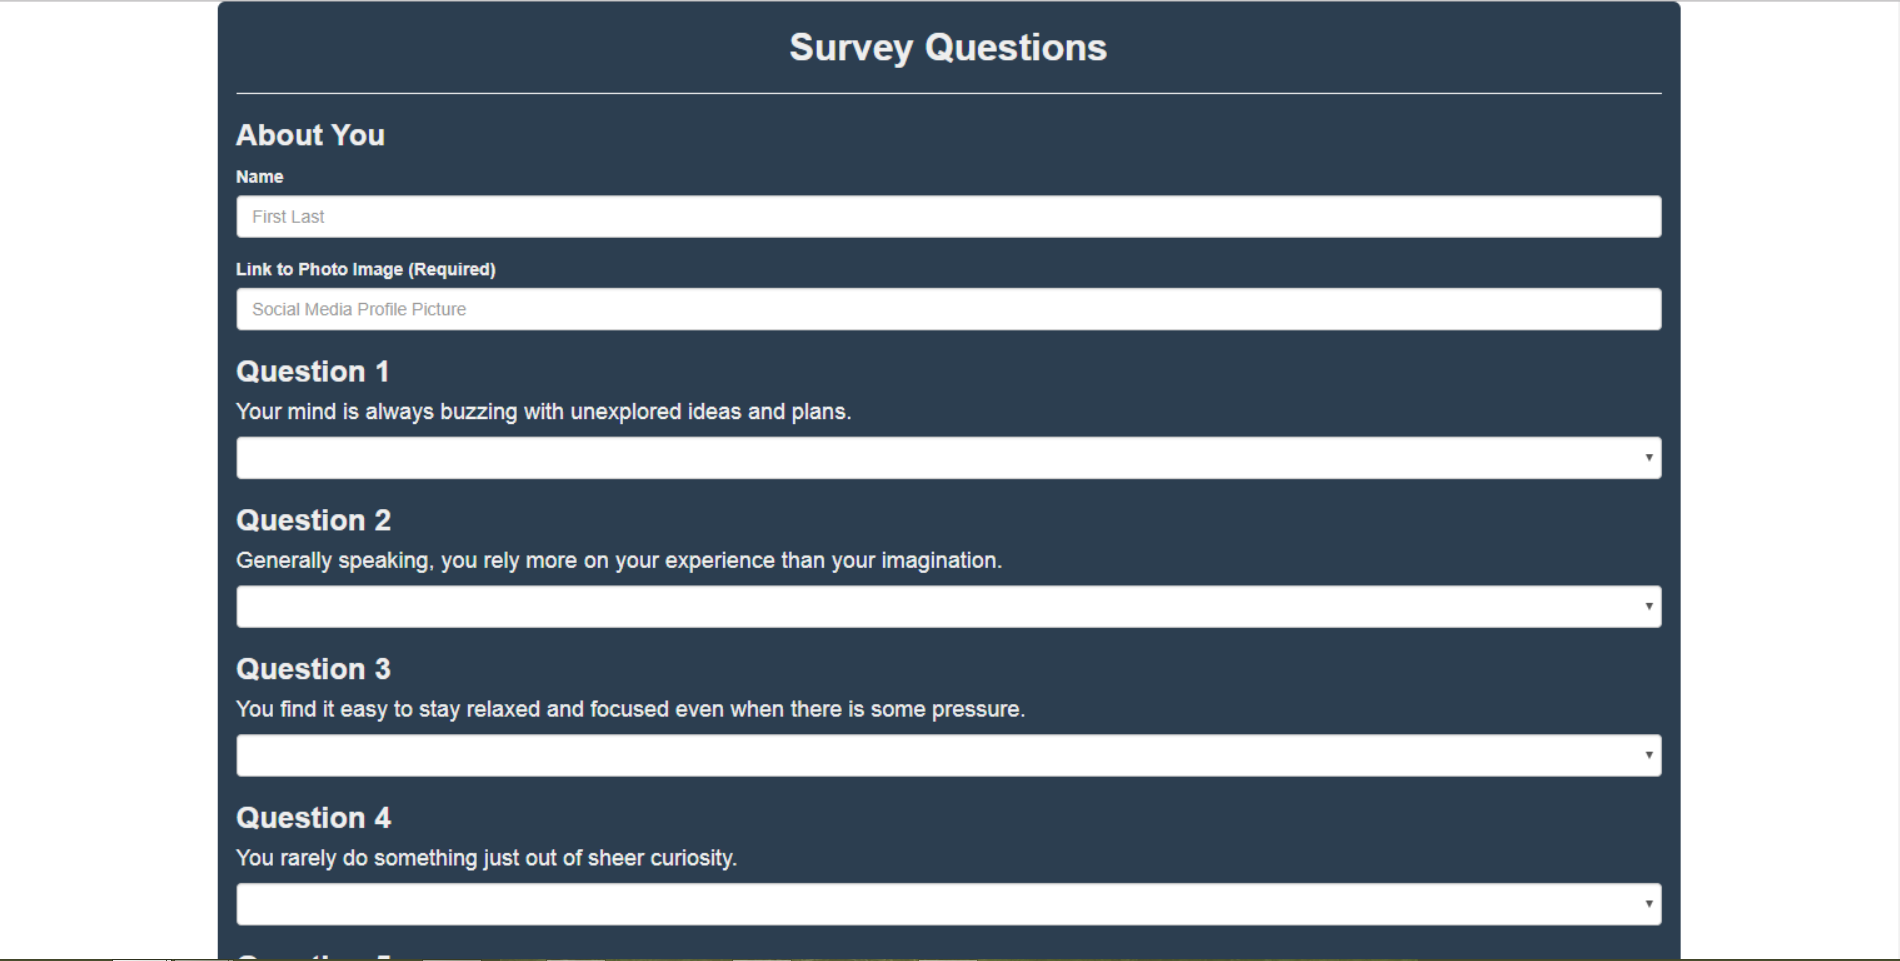 Survey Questions
About You
Name
First Last
Link to Photo Image (Required)
Social Media Profile Picture
Question 1
Your mind is always buzzing with unexplored ideas and plans.
Question 2
Generally speaking, you rely more on your experience than your imagination.
Question 3
You find it easy to stay relaxed and focused even when there is some pressure.
Question 4
You rarely do something just out of sheer curiosity.